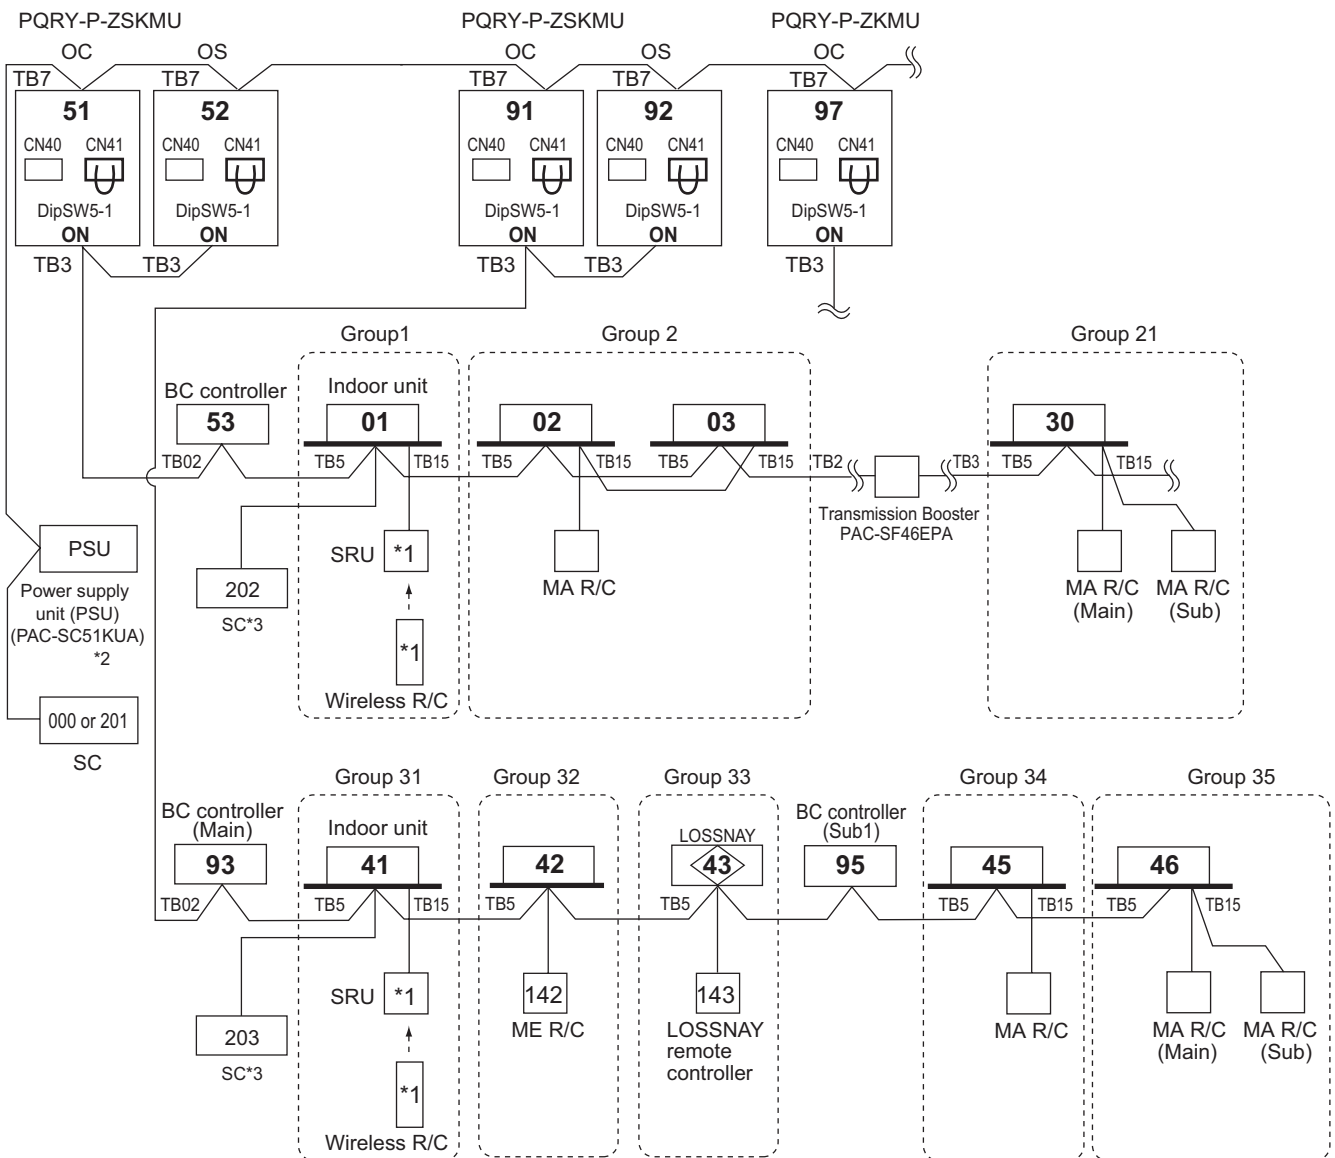 PQRY-P-ZSKMU PQRY-P-ZSKMU PQRY-P-ZKMU
OC OS OC OS OC
TB7 TB7 TB7 TB7 TB7
51 52 91 92 97
CN40 CN41 CN40 CN41 CN40 CN41 CN40 CN41 CN40 CN41
DipSW5-1 DipSW5-1 DipSW5-1 DipSW5-1 DipSW5-1
ON ON ON ON ON
TB3 TB3 TB3 TB3 TB3
Group1 Group 2 Group 21
BC controller Indoor unit
53 01 02 03 30
TB02 TB5 TB15 TB5 TB15 TB5 TB15 TB2 TB3 TB5 TB15
Transmission Booster
PAC-SF46EPA
PSU
Power supply
unit (PSU)
(PAC-SC51KUA)
*2
SRU *1
202
SC*3
MA R/C
MA R/C
(Main)
MA R/C
(Sub)
*1
Wireless R/C
000 or 201
SC
Group 31 Group 32 Group 33 Group 34 Group 35
BC controller
(Main)
Indoor unit
LOSSNAY
BC controller
(Sub1)
93 41 42 43 95 45 46
TB02 TB5 TB15 TB5 TB5 TB5 TB15 TB5 TB15
SRU *1
142
143
ME R/C
LOSSNAY
remote
controller
MA R/C
MA R/C
(Main)
MA R/C
(Sub)
203
SC*3
*1
Wireless R/C